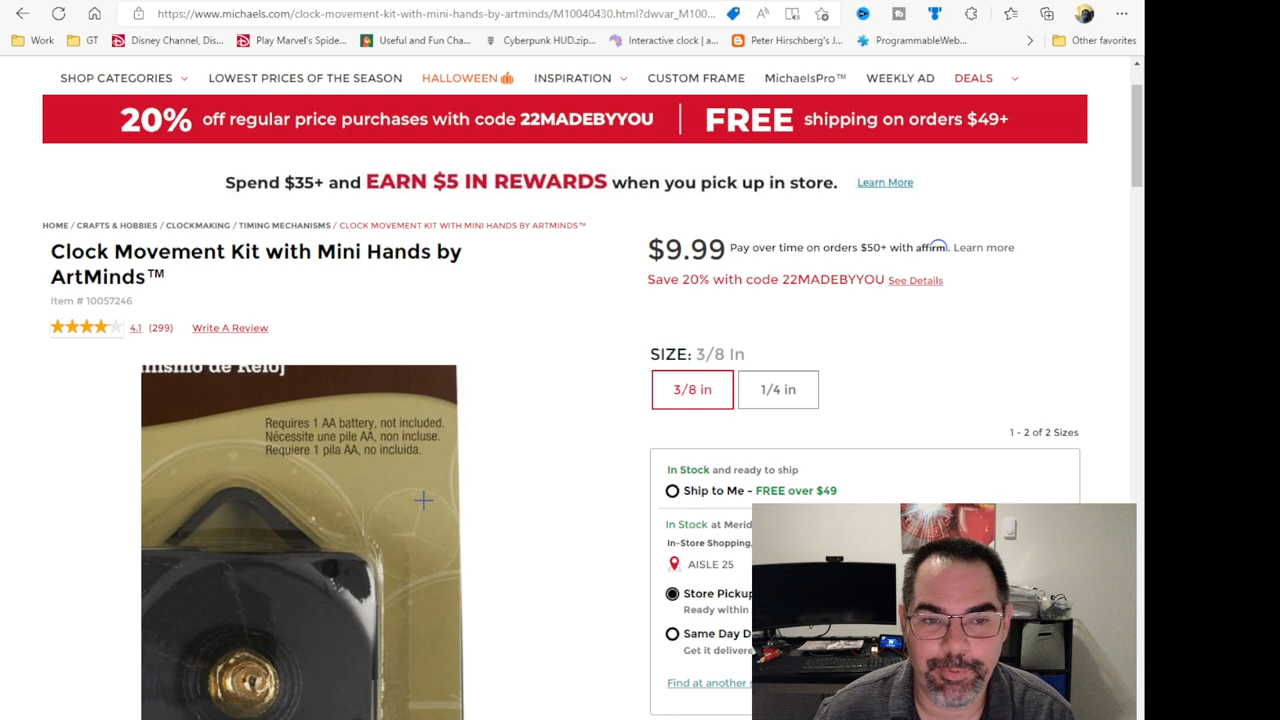 https://www.michaels.com/clock-movement-kit-with-mini-hands-by-artminds/M10040430.html?dwvar_M100...
Work
GT
Disney Channel, Dis...
Play Marvel's Spide...
Useful and Fun Cha...
Cyberpunk HUD.zip...
Interactive clock | a...
Peter Hirschberg's J...
ProgrammableWeb...
Other favorites
SHOP CATEGORIES
LOWEST PRICES OF THE SEASON
HALLOWEEN
INSPIRATION
CUSTOM FRAME
MichaelsPro™
WEEKLY AD
DEALS
20% off regular price purchases with code 22MADEBYYOU
FREE shipping on orders $49+
Spend $35+ and EARN $5 IN REWARDS when you pick up in store. Learn More
HOME / CRAFTS & HOBBIES / CLOCKMAKING / TIMING MECHANISMS / CLOCK MOVEMENT KIT WITH MINI HANDS BY ARTMINDS™
Clock Movement Kit with Mini Hands by
ArtMinds™
Item # 10057246
4.1 (299) Write A Review
ismo de Reloj
Requires 1 AA battery, not included.
Nécessite une pile AA, non incluse.
Requiere 1 pila AA, no incluida.
$9.99 Pay over time on orders $50+ with affirm. Learn more
Save 20% with code 22MADEBYYOU See Details
SIZE: 3/8 In
3/8 in
1/4 in
1 - 2 of 2 Sizes
In Stock and ready to ship
Ship to Me - FREE over $49
In Stock at Merid
In-Store Shopping,
AISLE 25
Store Pickup
Ready within
Same Day D
Get it delivere
Find at another s